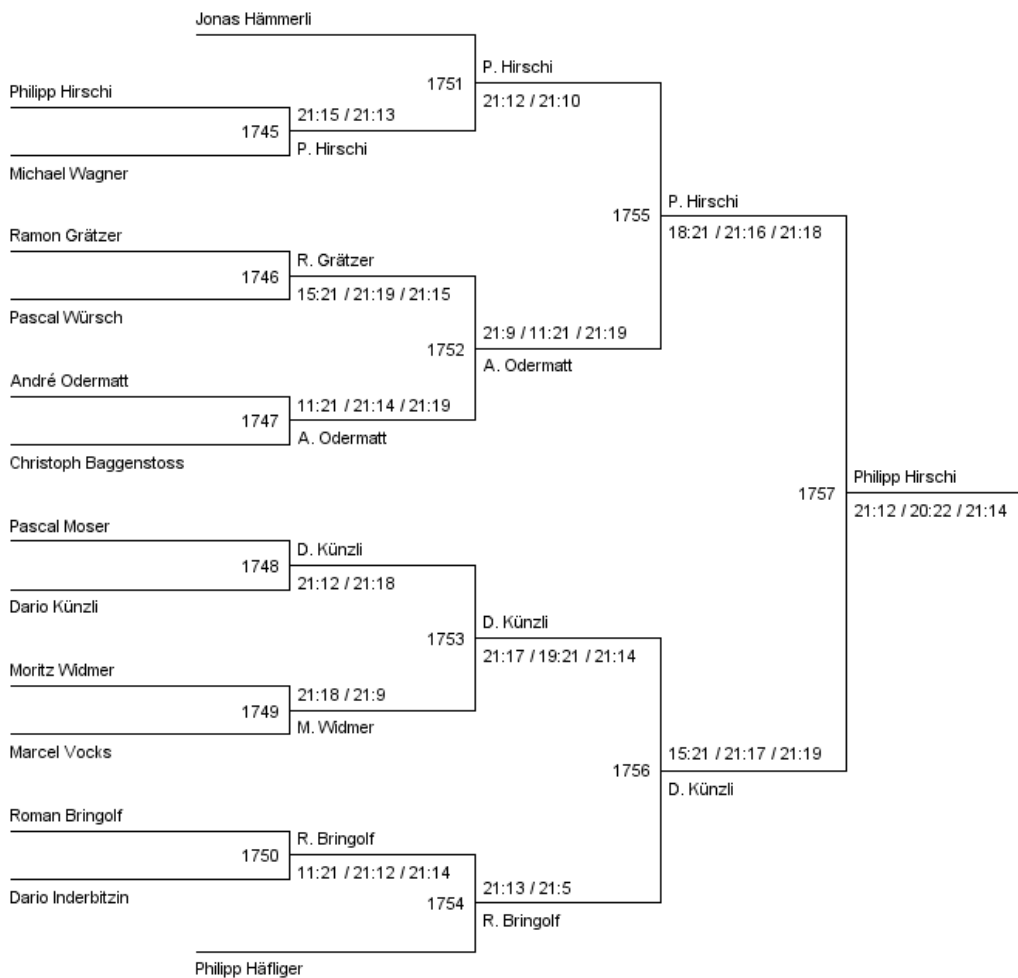 Jonas Hämmerli
P. Hirschi
1751
21:12 / 21:10
Philipp Hirschi
21:15 / 21:13
1745
P. Hirschi
Michael Wagner
P. Hirschi
1755
18:21 / 21:16 / 21:18
Ramon Grätzer
R. Grätzer
1746
15:21 / 21:19 / 21:15
Pascal Würsch
21:9 / 11:21 / 21:19
1752
A. Odermatt
André Odermatt
11:21 / 21:14 / 21:19
1747
A. Odermatt
Christoph Baggenstoss
Philipp Hirschi
1757
21:12 / 20:22 / 21:14
Pascal Moser
D. Künzli
1748
21:12 / 21:18
Dario Künzli
D. Künzli
1753
21:17 / 19:21 / 21:14
Moritz Widmer
21:18 / 21:9
1749
M. Widmer
Marcel Vocks
15:21 / 21:17 / 21:19
1756
D. Künzli
Roman Bringolf
R. Bringolf
1750
11:21 / 21:12 / 21:14
Dario Inderbitzin
21:13 / 21:5
1754
R. Bringolf
Philipp Häfliger